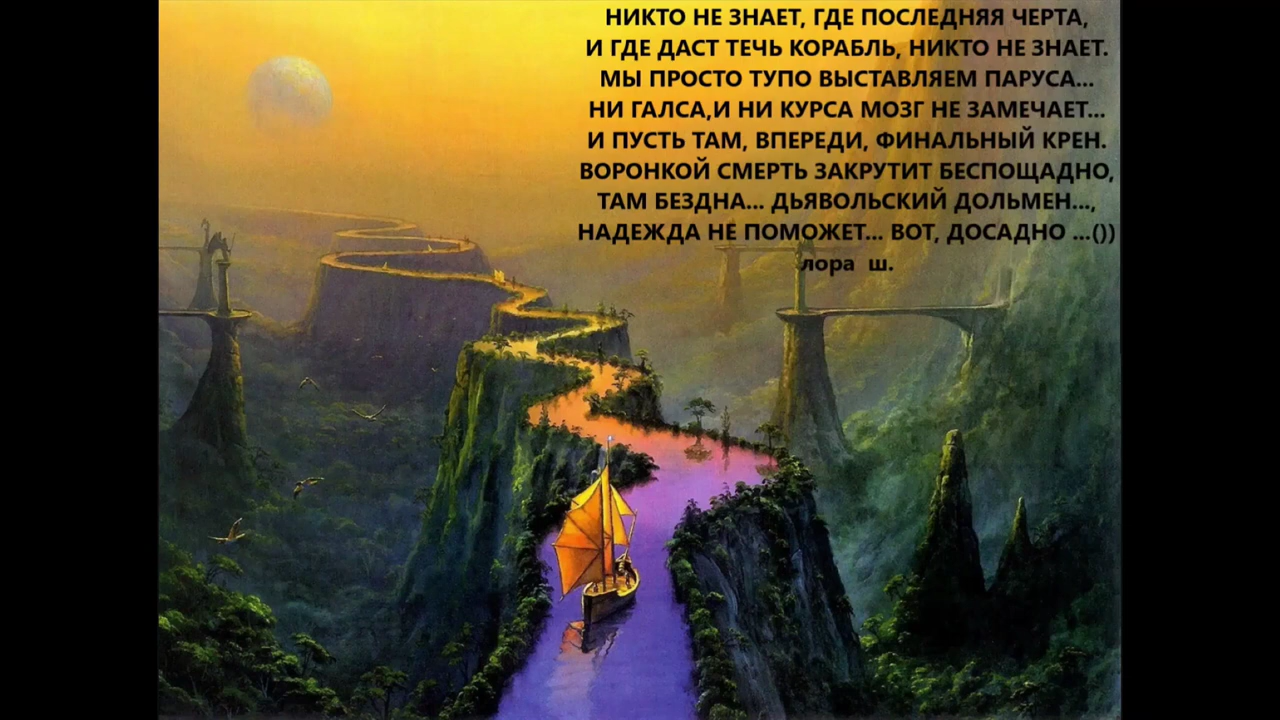 НИКТО НЕ ЗНАЕТ, ГДЕ ПОСЛЕДНЯЯ ЧЕРТА,
И ГДЕ ДАСТ ТЕЧЬ КОРАБЛЬ, НИКТО НЕ ЗНАЕТ.
МЫ ПРОСТО ТУПО ВЫСТАВЛЯЕМ ПАРУСА...
НИ ГАЛСА,И НИ КУРСА МОЗГ НЕ ЗАМЕЧАЕТ...
И ПУСТЬ ТАМ, ВПЕРЕДИ, ФИНАЛЬНЫЙ КРЕН.
ВОРОНКОЙ СМЕРТЬ ЗАКРУТИТ БЕСПОЩАДНО,
ТАМ БЕЗДНА... ДЬЯВОЛЬСКИЙ ДОЛЬМЕН...,
НАДЕЖДА НЕ ПОМОЖЕТ... ВОТ, ДОСАДНО ...())
лора ш.